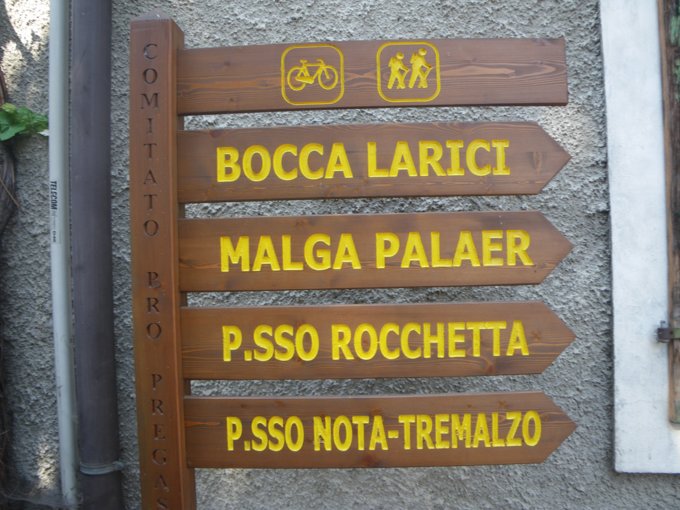 COMITATO PRO PREGAS
BOCCA LARICI
MALGA PALAER
P.SSO ROCCHETTA
P.SSO NOTA-TREMALZO
TELECOM